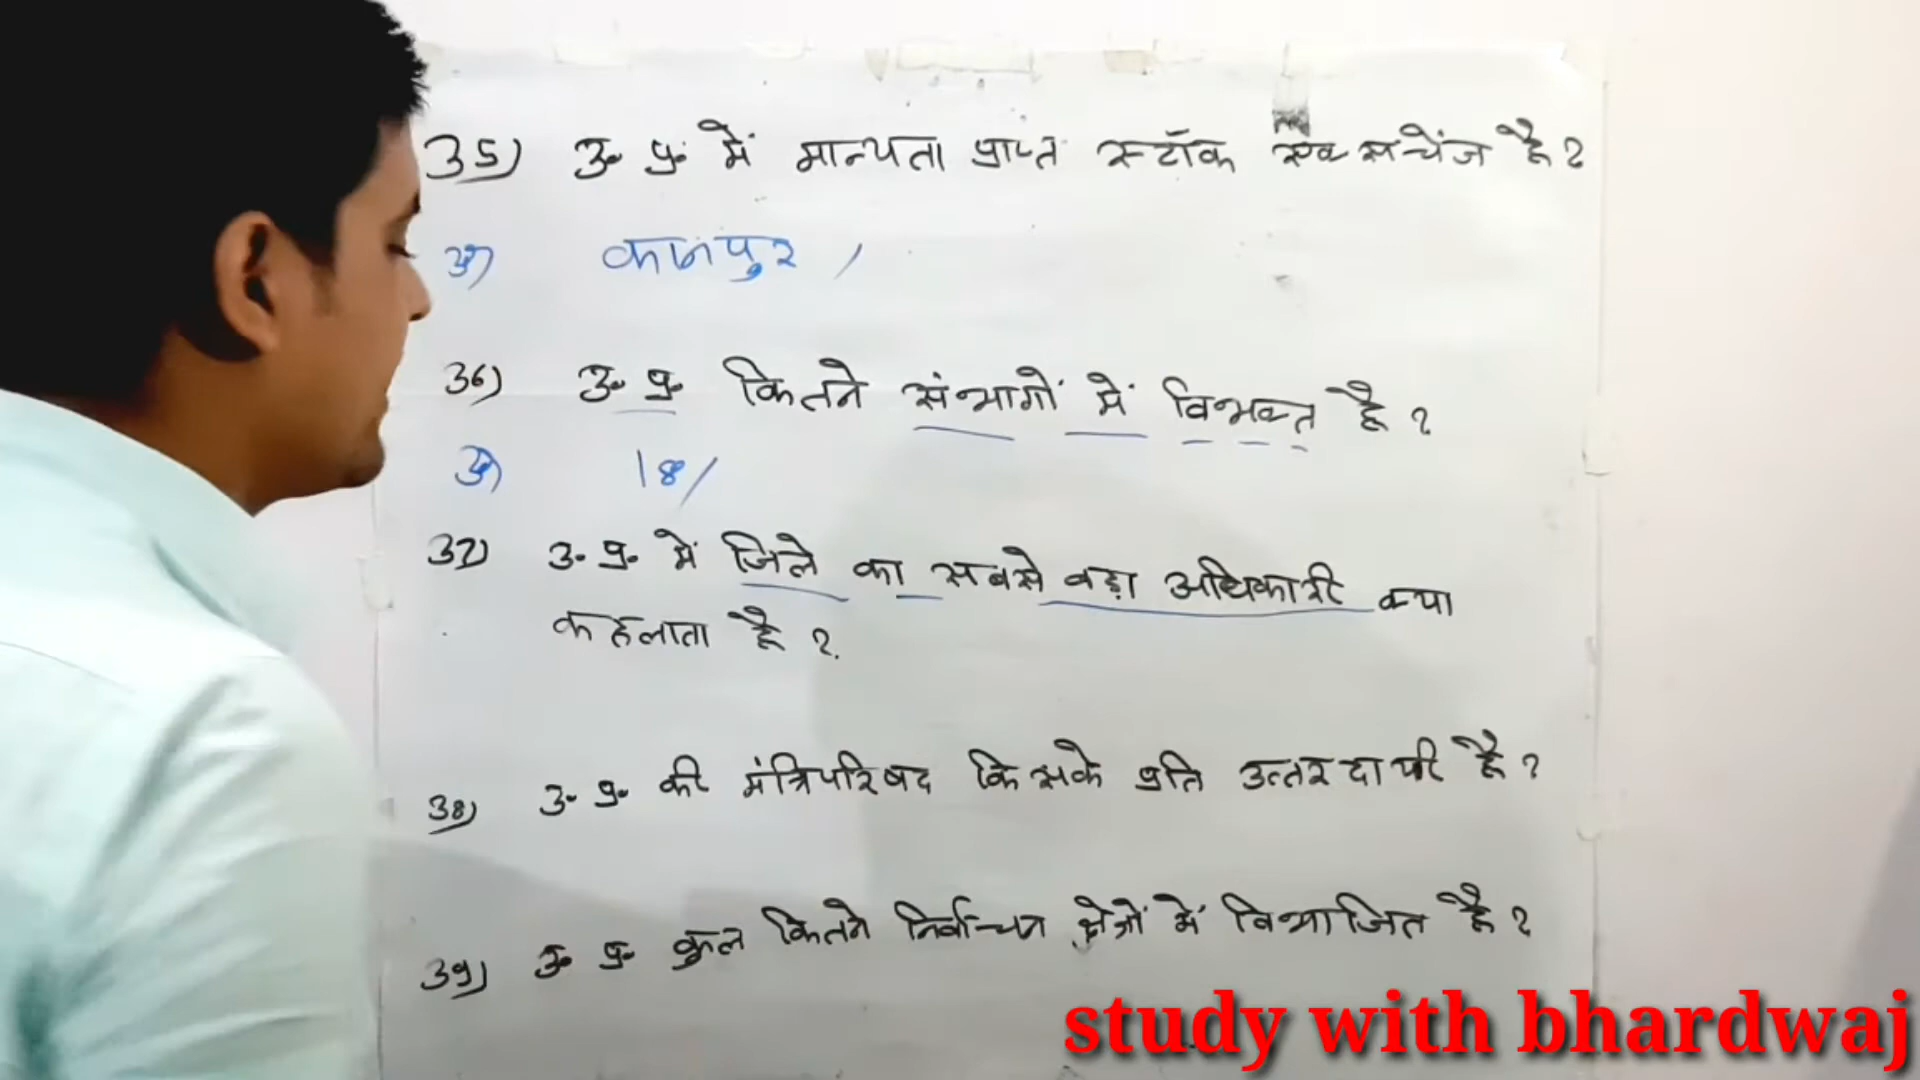 35) उ॰ प्र॰ में मान्यता प्राप्त स्टॉक एक्सचेंज है?
उ) कानपुर /
36) उ॰ प्र॰ कितने संभागों में विभक्त है?
उ) 18/
37) उ॰ प्र॰ में जिले का सबसे बड़ा अधिकारी क्या
कहलाता है?
38) उ॰ प्र॰ की मंत्रिपरिषद किसके प्रति उत्तरदायी है?
39) उ॰ प्र॰ कुल कितने निर्वाचन क्षेत्रों में विभाजित है?
study with bhardwaj